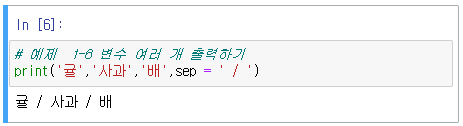 In [6]:
# 예제  1-6 변수 여러 개 출력하기
print('귤','사과','배',sep = ' / ')
귤 / 사과 / 배